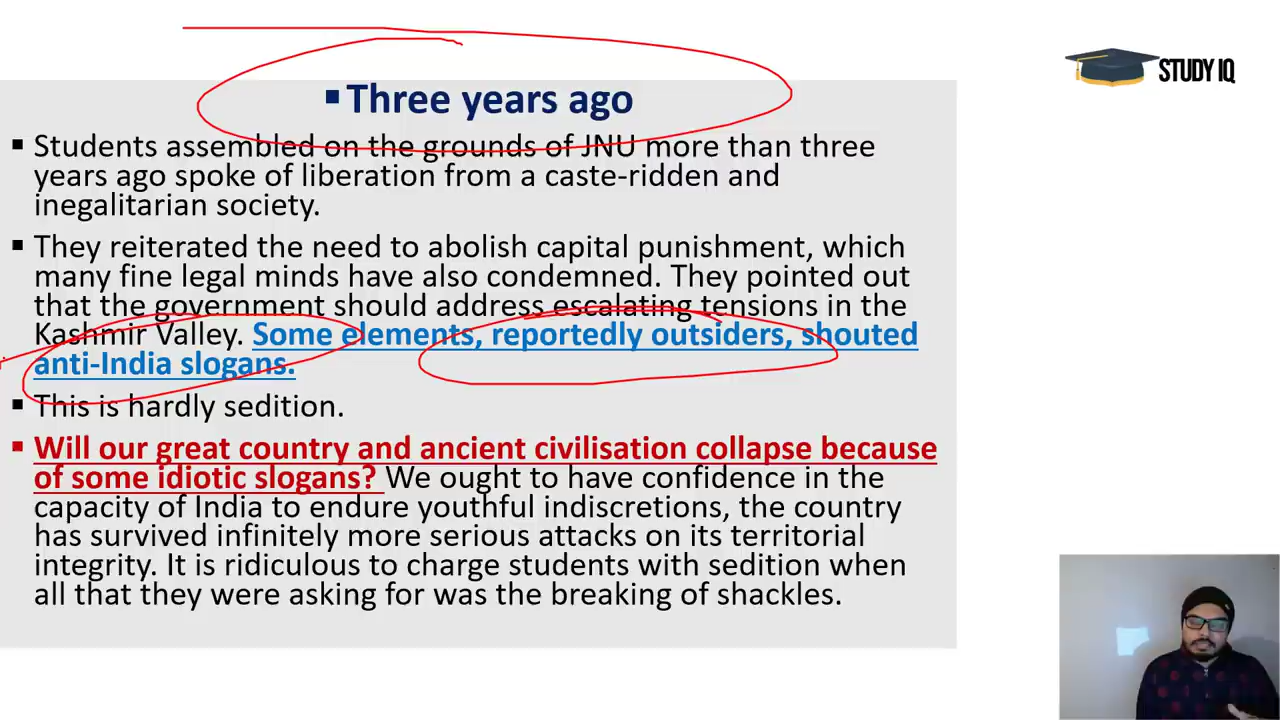 STUDY IQ
▪Three years ago
▪ Students assembled on the grounds of JNU more than three
years ago spoke of liberation from a caste-ridden and
inegalitarian society.
▪ They reiterated the need to abolish capital punishment, which
many fine legal minds have also condemned. They pointed out
that the government should address escalating tensions in the
Kashmir Valley. Some elements, reportedly outsiders, shouted
anti-India slogans.
▪ This is hardly sedition.
▪ Will our great country and ancient civilisation collapse because
of some idiotic slogans? We ought to have confidence in the
capacity of India to endure youthful indiscretions, the country
has survived infinitely more serious attacks on its territorial
integrity. It is ridiculous to charge students with sedition when
all that they were asking for was the breaking of shackles.